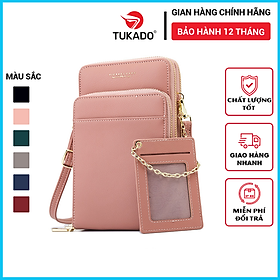 TUKADO
GIAN HÀNG CHÍNH HÃNG
BẢO HÀNH 12 THÁNG
MÀU SẮC
CHẤT LƯỢNG
TỐT
GIAO HÀNG
NHANH
MIỄN PHÍ
ĐỔI TRẢ